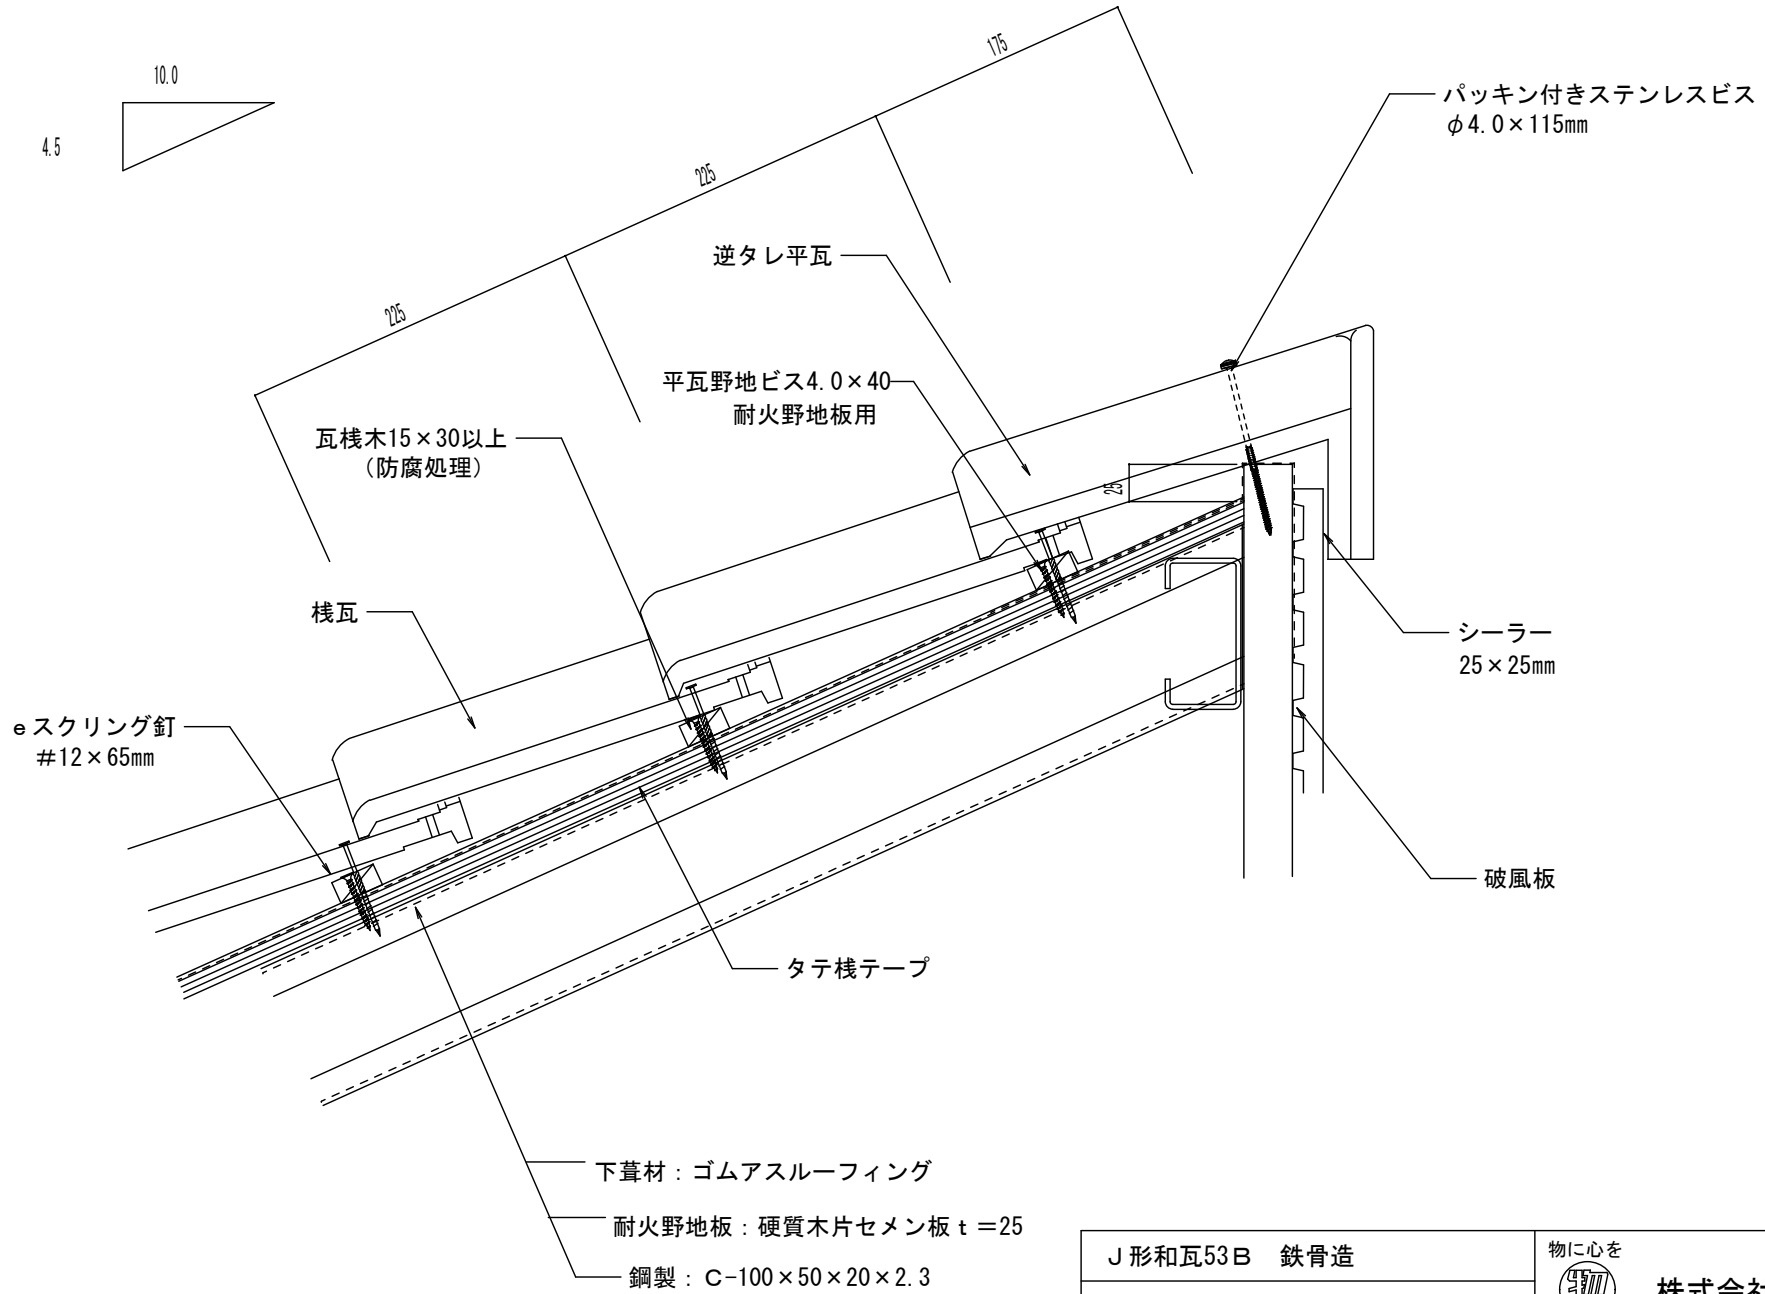 10.0
4.5
175
225
225
パッキン付きステンレスビス
φ4.0×115mm
逆タレ平瓦
平瓦野地ビス4.0×40
耐火野地板用
瓦桟木15×30以上
（防腐処理）
25
桟瓦
シーラー
25×25mm
eスクリング釘
#12×65mm
破風板
タテ桟テープ
下葺材：ゴムアスルーフィング
耐火野地板：硬質木片セメン板ｔ＝25
鋼製：Ｃ-100×50×20×2.3
Ｊ形和瓦53Ｂ　鉄骨造
物に心を
物
株式会社